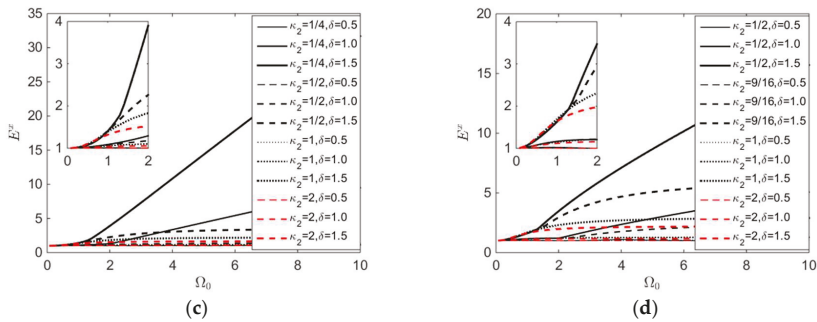 35
30
25
20
15
10
5
0
E^x
4
3
2
1
0
1
2
κ₂=1/4,δ=0.5
κ₂=1/4,δ=1.0
κ₂=1/4,δ=1.5
κ₂=1/2,δ=0.5
κ₂=1/2,δ=1.0
κ₂=1/2,δ=1.5
κ₂=1,δ=0.5
κ₂=1,δ=1.0
κ₂=1,δ=1.5
κ₂=2,δ=0.5
κ₂=2,δ=1.0
κ₂=2,δ=1.5
0 2 4 6 8 10
Ω₀
(c)
20
15
10
5
0
E^x
4
3
2
1
0
1
2
κ₂=1/2,δ=0.5
κ₂=1/2,δ=1.0
κ₂=1/2,δ=1.5
κ₂=9/16,δ=0.5
κ₂=9/16,δ=1.0
κ₂=9/16,δ=1.5
κ₂=1,δ=0.5
κ₂=1,δ=1.0
κ₂=1,δ=1.5
κ₂=2,δ=0.5
κ₂=2,δ=1.0
κ₂=2,δ=1.5
0 2 4 6 8 10
Ω₀
(d)